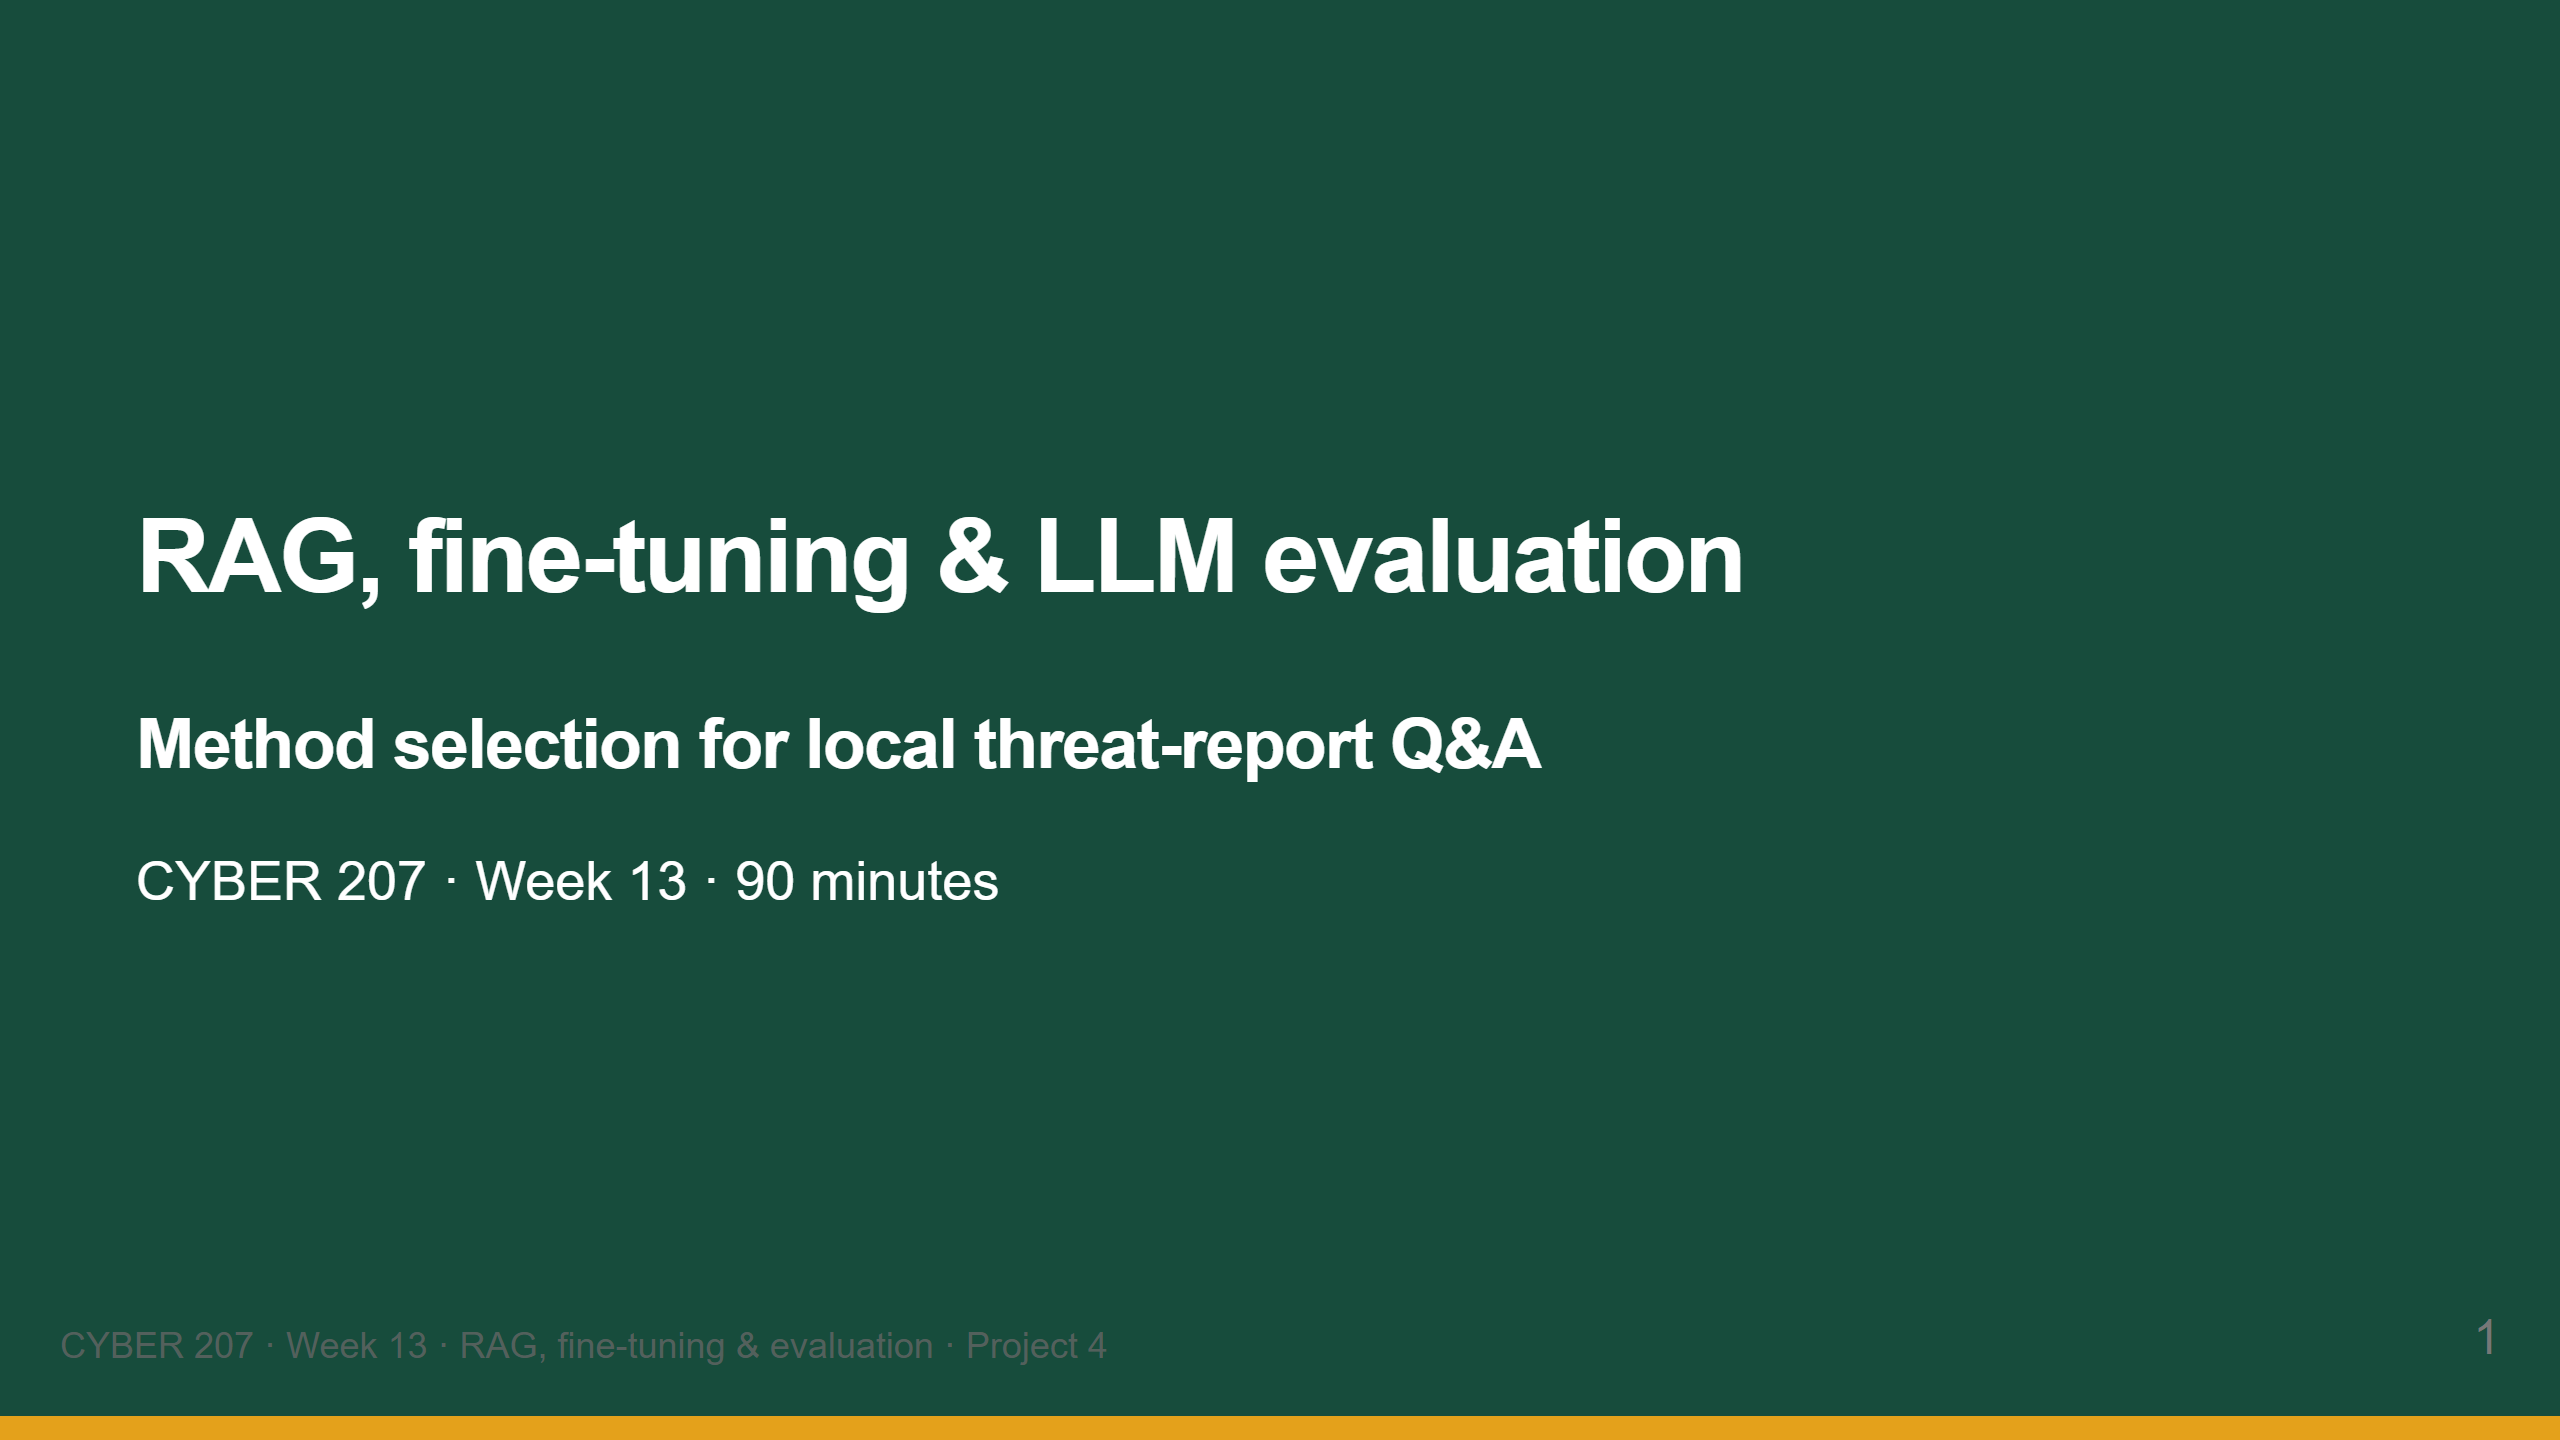 RAG, fine-tuning & LLM evaluation
Method selection for local threat-report Q&A
CYBER 207 · Week 13 · 90 minutes
CYBER 207 · Week 13 · RAG, fine-tuning & evaluation · Project 4
1